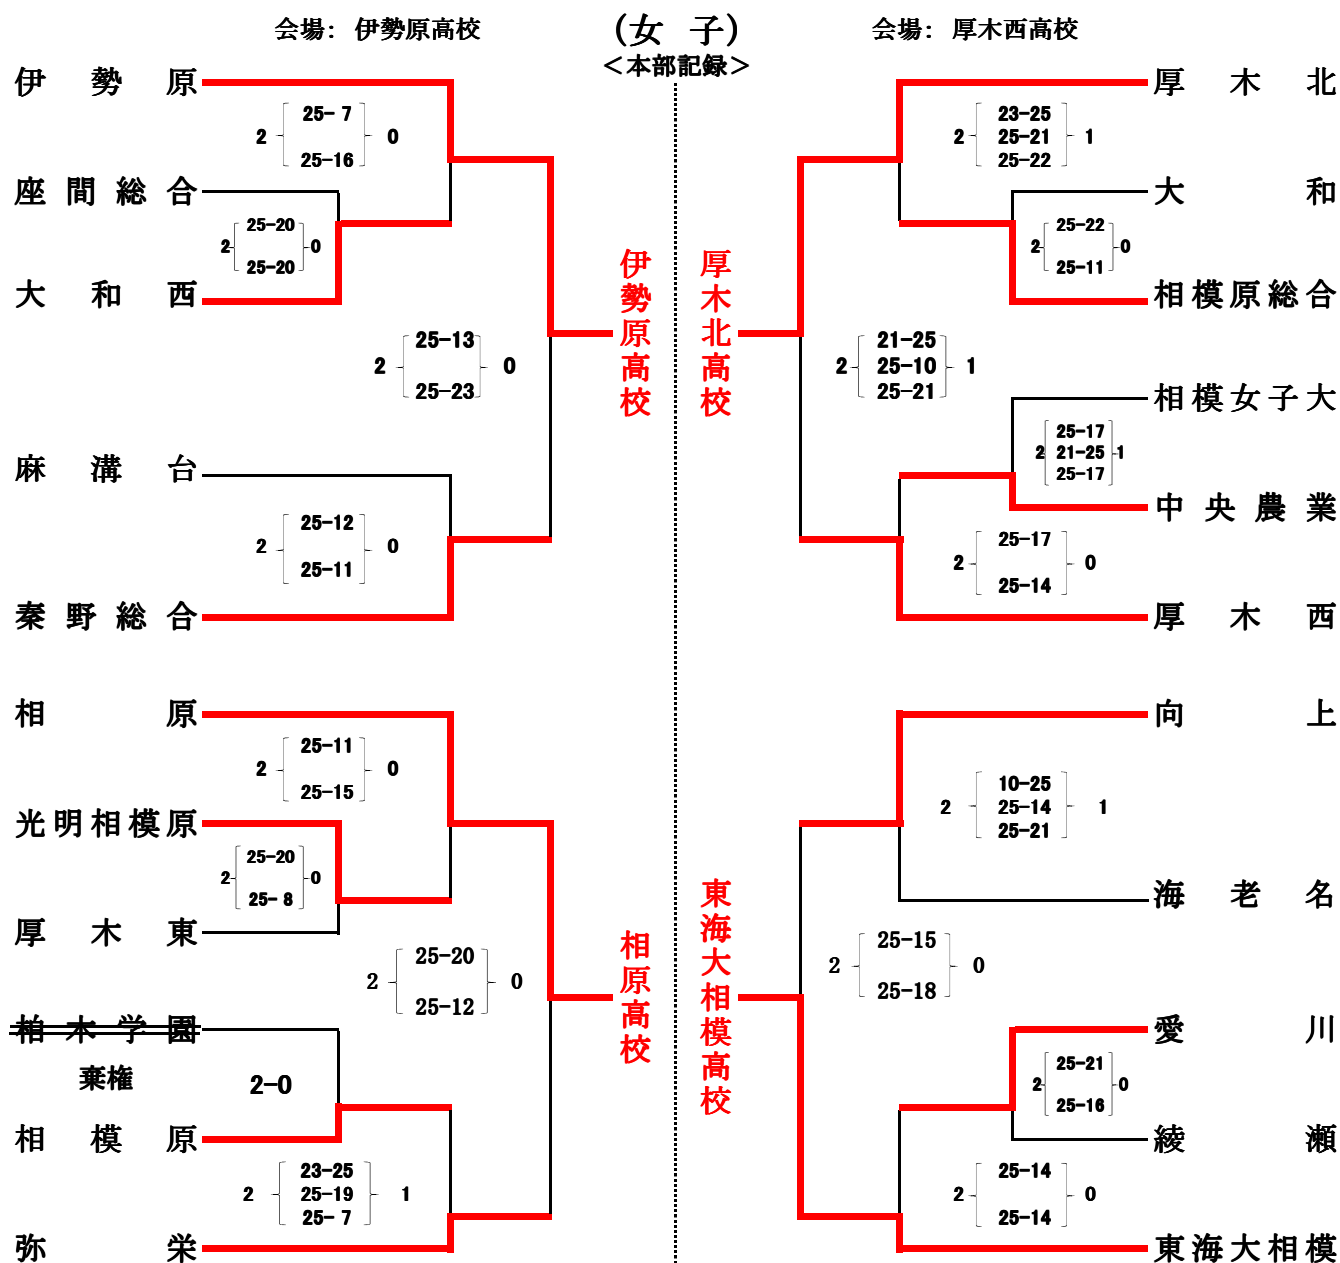 会場： 伊勢原高校
(女 子)
会場： 厚木西高校
＜本部記録＞
伊勢原
25- 7
2 0
25-16
座間総合
25-20
2 0
25-20
大和西
25-13
2 0
25-23
伊勢原高校
麻溝台
25-12
2 0
25-11
秦野総合
相原
25-11
2 0
25-15
光明相模原
25-20
2 0
25- 8
厚木東
25-20
2 0
25-12
相原高校
柏木学園
棄権
2-0
相模原
23-25
2 25-19 1
25- 7
弥栄
厚木北
23-25
2 25-21 1
25-22
大和
25-22
2 0
25-11
相模原総合
厚木北高校
21-25
2 25-10 1
25-21
相模女子大
25-17
2 21-25 1
25-17
中央農業
25-17
2 0
25-14
厚木西
向上
10-25
2 25-14 1
25-21
海老名
東海大相模高校
25-15
2 0
25-18
愛川
25-21
2 0
25-16
綾瀬
25-14
2 0
25-14
東海大相模